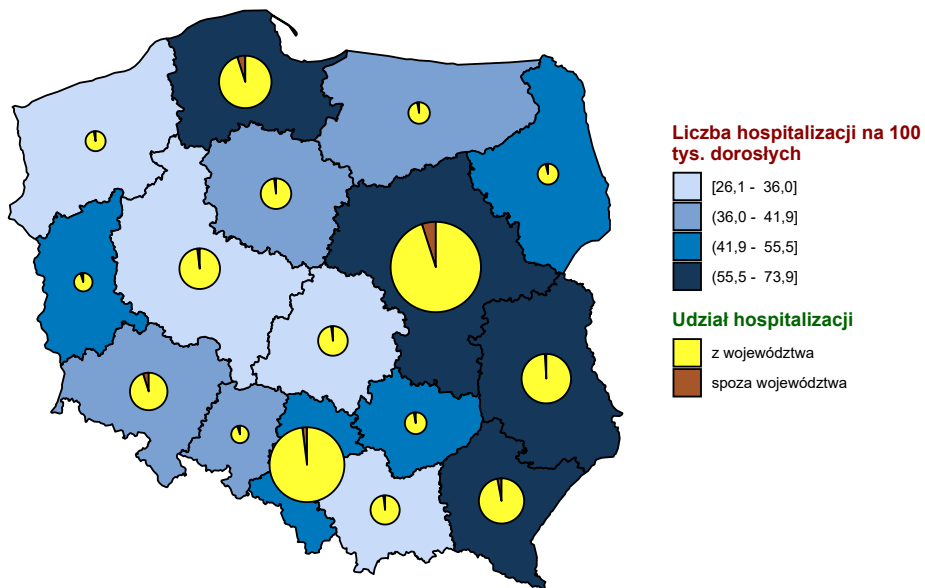 Liczba hospitalizacji na 100
tys. dorosłych
[26,1 - 36,0]
(36,0 - 41,9]
(41,9 - 55,5]
(55,5 - 73,9]
Udział hospitalizacji
z województwa
spoza województwa